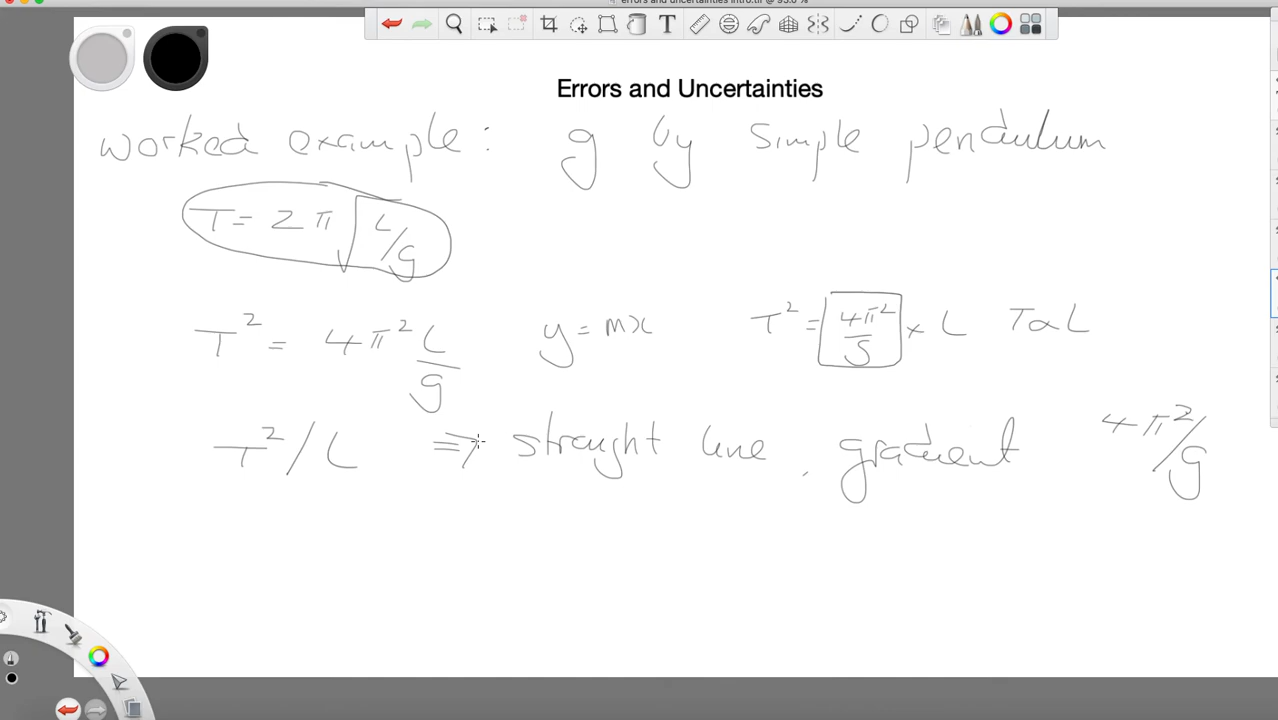 Errors and Uncertainties
worked example: g by simple pendulum
T = 2π√L/g
T² = 4π² L/g y = mx T² = 4π²/g × L T α L
T²/L ⇒ straight line, gradient 4π²/g